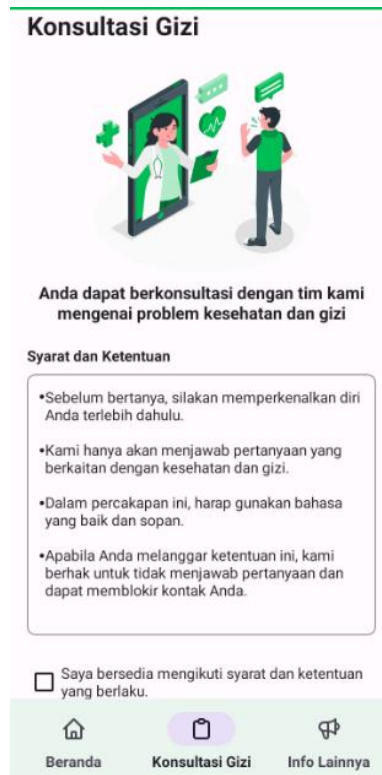 Konsultasi Gizi
Anda dapat berkonsultasi dengan tim kami
mengenai problem kesehatan dan gizi
Syarat dan Ketentuan
•Sebelum bertanya, silakan memperkenalkan diri
Anda terlebih dahulu.
•Kami hanya akan menjawab pertanyaan yang
berkaitan dengan kesehatan dan gizi.
•Dalam percakapan ini, harap gunakan bahasa
yang baik dan sopan.
•Apabila Anda melanggar ketentuan ini, kami
berhak untuk tidak menjawab pertanyaan dan
dapat memblokir kontak Anda.
Saya bersedia mengikuti syarat dan ketentuan
yang berlaku.
Beranda Konsultasi Gizi Info Lainnya